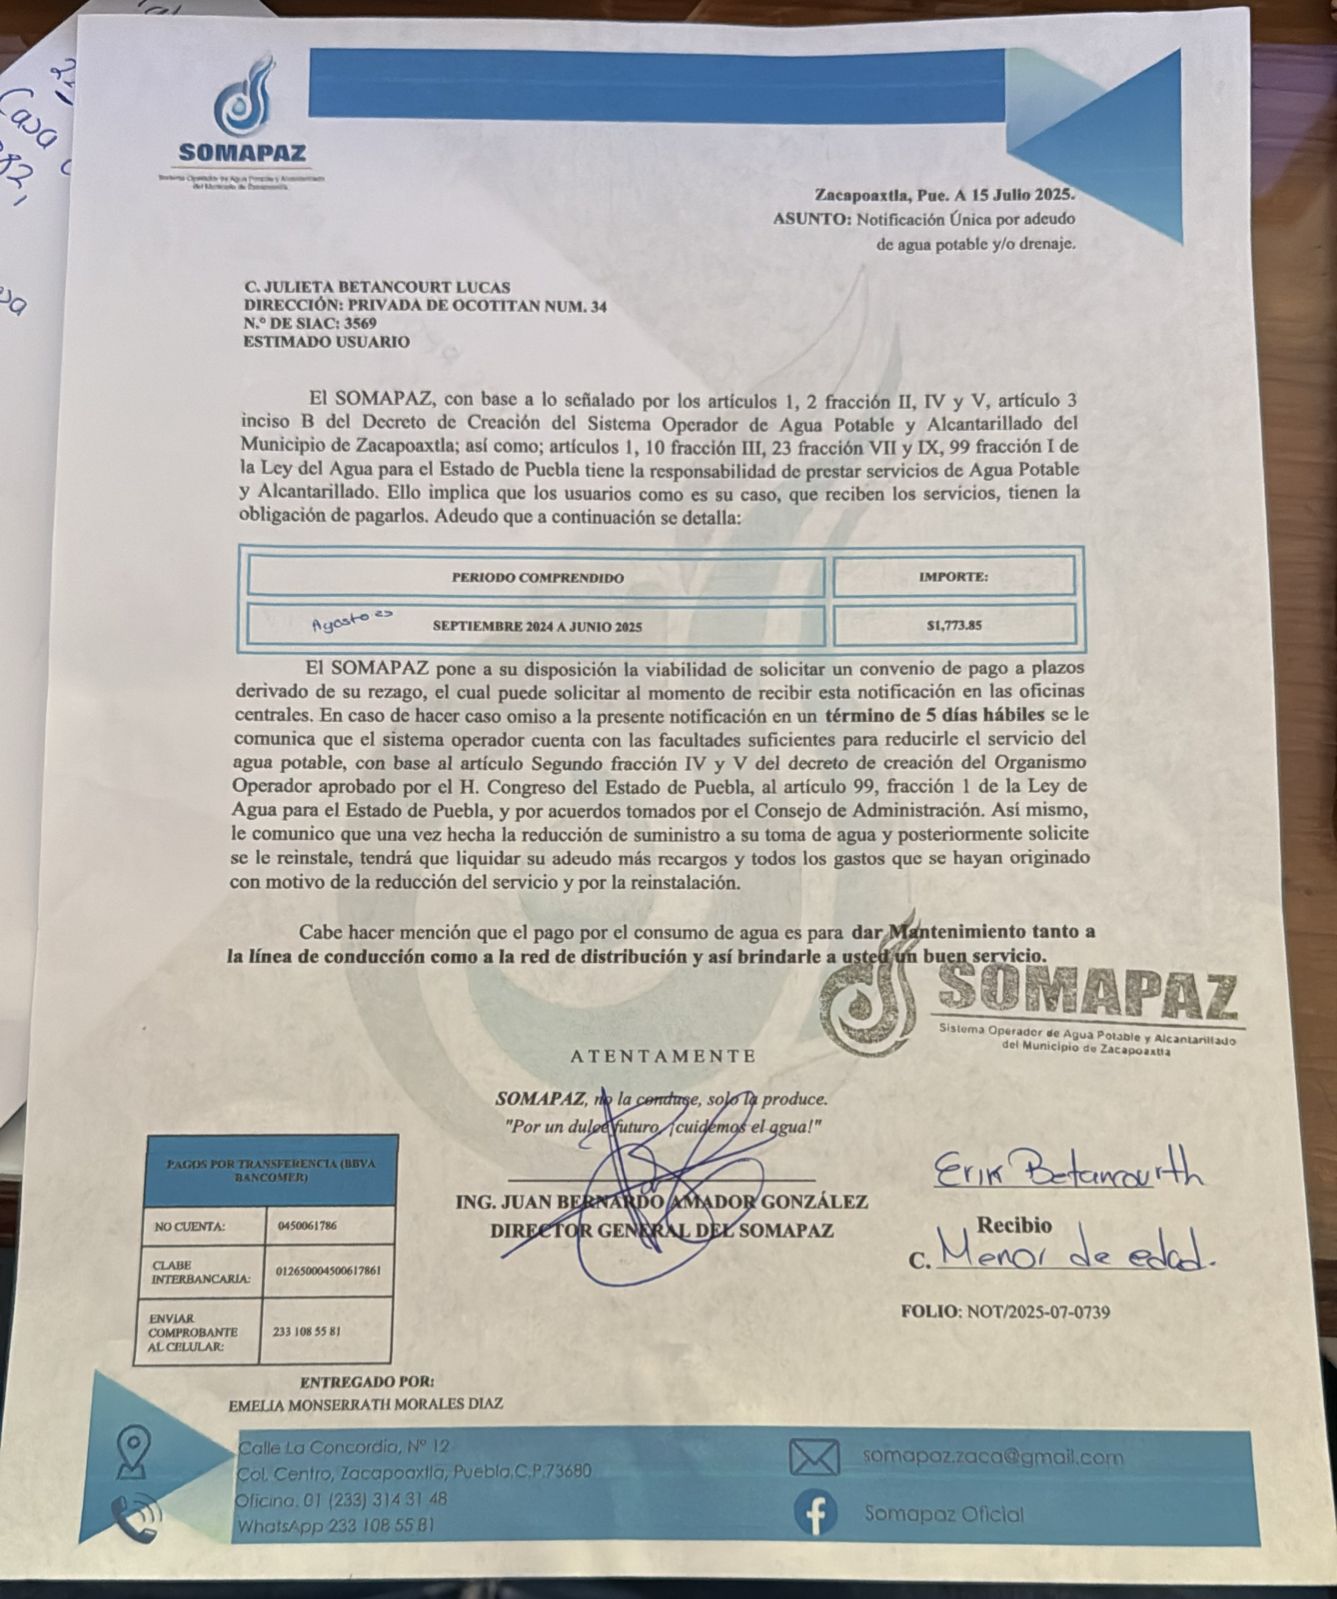 SOMAPAZ
Sistema Operador de Agua Potable y Alcantarillado
del Municipio de Zacapoaxtla
Zacapoaxtla, Pue. A 15 Julio 2025.
ASUNTO: Notificación Única por adeudo
de agua potable y/o drenaje.
C. JULIETA BETANCOURT LUCAS
DIRECCIÓN: PRIVADA DE OCOTITAN NUM. 34
N.º DE SIAC: 3569
ESTIMADO USUARIO
El SOMAPAZ, con base a lo señalado por los artículos 1, 2 fracción II, IV y V, artículo 3
inciso B del Decreto de Creación del Sistema Operador de Agua Potable y Alcantarillado del
Municipio de Zacapoaxtla; así como; artículos 1, 10 fracción III, 23 fracción VII y IX, 99 fracción I de
la Ley del Agua para el Estado de Puebla tiene la responsabilidad de prestar servicios de Agua Potable
y Alcantarillado. Ello implica que los usuarios como es su caso, que reciben los servicios, tienen la
obligación de pagarlos. Adeudo que a continuación se detalla:
PERIODO COMPRENDIDO IMPORTE:
Agosto SEPTIEMBRE 2024 A JUNIO 2025 $1,773.85
El SOMAPAZ pone a su disposición la viabilidad de solicitar un convenio de pago a plazos
derivado de su rezago, el cual puede solicitar al momento de recibir esta notificación en las oficinas
centrales. En caso de hacer caso omiso a la presente notificación en un término de 5 días hábiles se le
comunica que el sistema operador cuenta con las facultades suficientes para reducirle el servicio del
agua potable, con base al artículo Segundo fracción IV y V del decreto de creación del Organismo
Operador aprobado por el H. Congreso del Estado de Puebla, al artículo 99, fracción 1 de la Ley de
Agua para el Estado de Puebla, y por acuerdos tomados por el Consejo de Administración. Así mismo,
le comunico que una vez hecha la reducción de suministro a su toma de agua y posteriormente solicite
se le reinstale, tendrá que liquidar su adeudo más recargos y todos los gastos que se hayan originado
con motivo de la reducción del servicio y por la reinstalación.
Cabe hacer mención que el pago por el consumo de agua es para dar Mantenimiento tanto a
la línea de conducción como a la red de distribución y así brindarle a usted un buen servicio.
SOMAPAZ
Sistema Operador de Agua Potable y Alcantarillado
del Municipio de Zacapoaxtla
ATENTAMENTE
SOMAPAZ, no la conduse, solo la produce.
"Por un dulce futuro, ¡cuidemos el agua!"
ING. JUAN BERNARDO AMADOR GONZÁLEZ
DIRECTOR GENERAL DEL SOMAPAZ
Erik Betancourth
Recibio
C. Menor de edad.
FOLIO: NOT/2025-07-0739
PAGOS POR TRANSFERENCIA (BBVA
BANCOMER)
NO CUENTA: 0450061786
CLABE
INTERBANCARIA: 012650004500617861
ENVIAR
COMPROBANTE
AL CELULAR: 233 108 55 81
ENTREGADO POR:
EMELIA MONSERRATH MORALES DIAZ
Calle La Concordia, Nº 12
Col. Centro, Zacapoaxtla, Puebla.C.P.73680
Oficina. 01 (233) 314 31 48
WhatsApp 233 108 55 81
somapaz.zaca@gmail.com
Somapaz Oficial
Casa